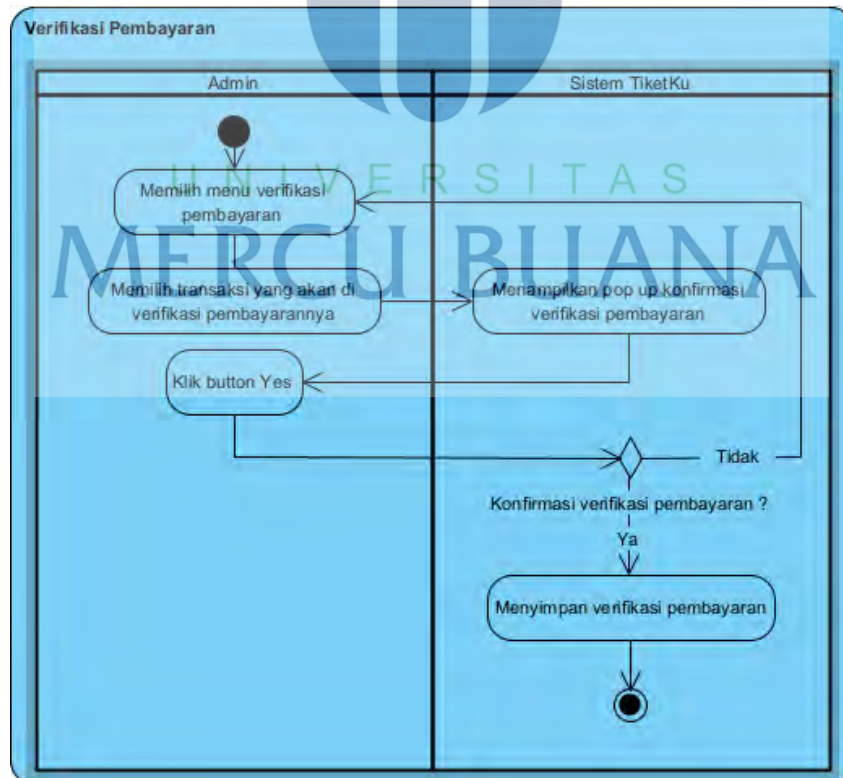 Verifikasi Pembayaran
Admin
Sistem TiketKu
UNIVERSITAS
MERCU BUANA
Memilih menu verifikasi
pembayaran
Memilih transaksi yang akan di
verifikasi pembayarannya
Menampilkan pop up konfirmasi
verifikasi pembayaran
Klik button Yes
Tidak
Konfirmasi verifikasi pembayaran ?
Ya
Menyimpan verifikasi pembayaran